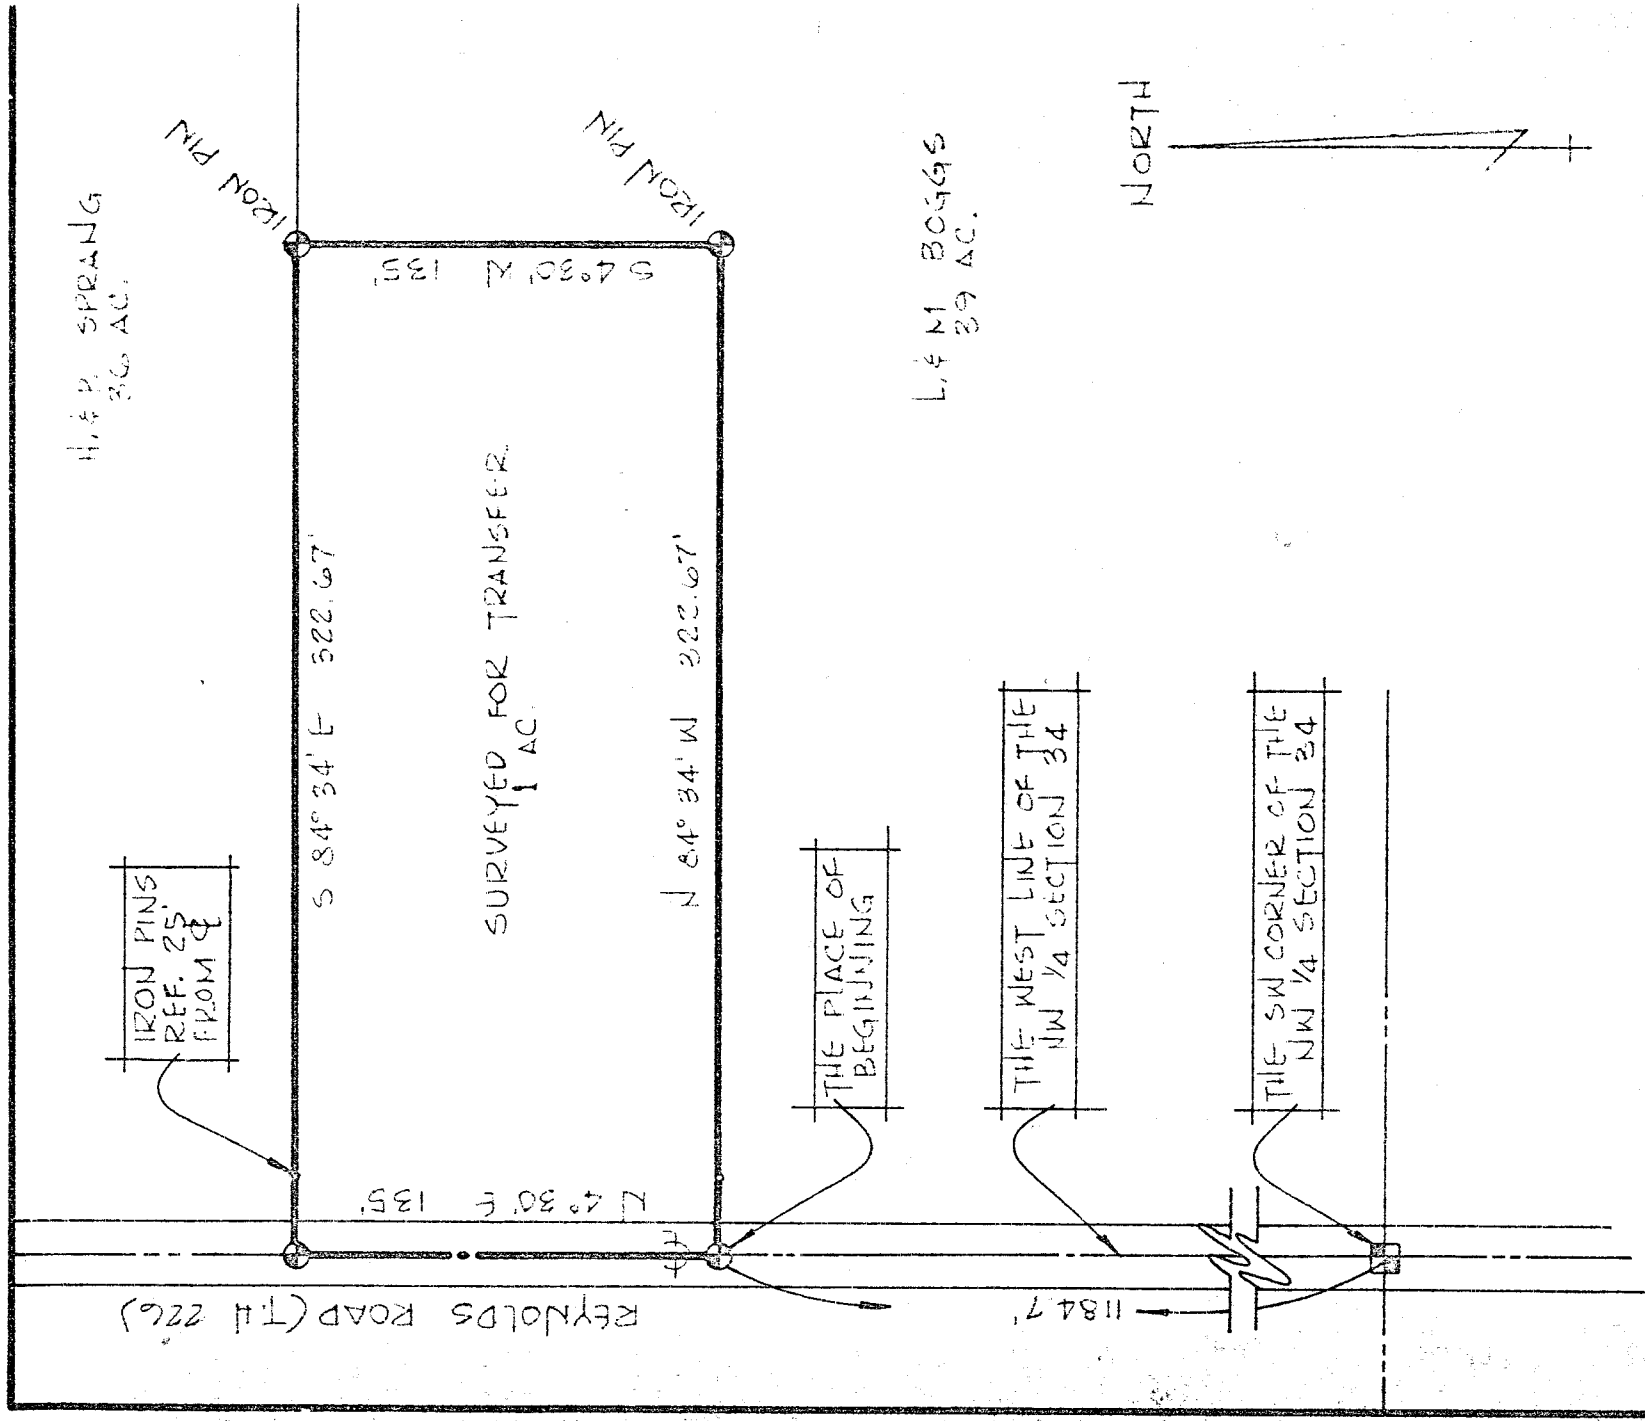 H. & P. SPRANG
36 AC.
IRON PIN
IRON PIN
IRON PINS
REF. 25'
FROM ℄
S 84° 34' E 322.67'
S 4° 30' W 135'
SURVEYED FOR TRANSFER
1 AC.
N 84° 34' W 322.67'
N 4° 30' E 135'
℄
REYNOLDS ROAD (T.H 226)
L. & M BOGGS
39 AC.
NORTH
THE PLACE OF
BEGINNING
THE WEST LINE OF THE
NW 1/4 SECTION 34
THE SW CORNER OF THE
NW 1/4 SECTION 34
1184.7'